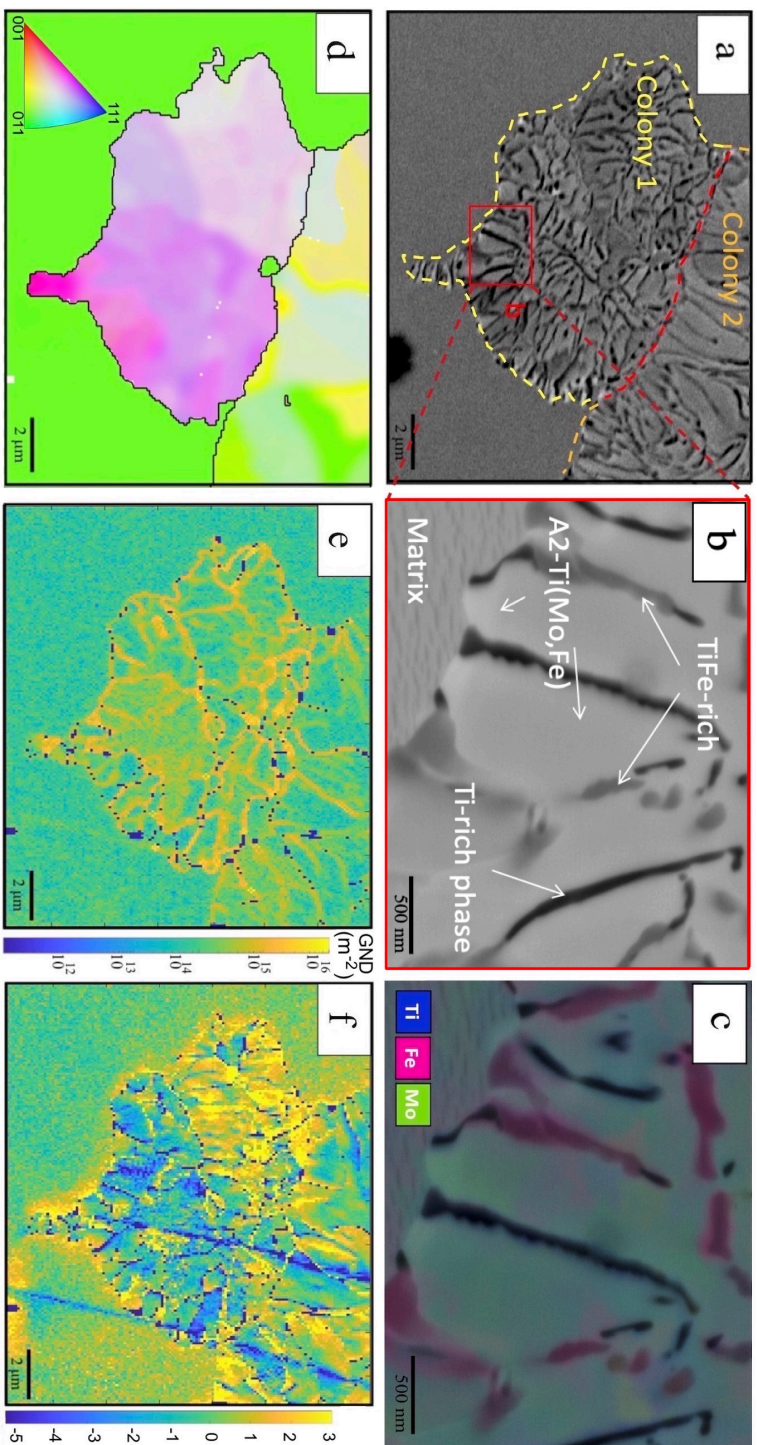 a
Colony 1
Colony 2
b
2 μm
b
TiFe-rich
A2-Ti(Mo,Fe)
Matrix
Ti-rich phase
500 nm
c
Ti
Fe
Mo
500 nm
d
001
111
011
2 μm
e
2 μm
GND
(m⁻²)
10¹²
10¹³
10¹⁴
10¹⁵
10¹⁶
f
2 μm
3
2
1
0
-1
-2
-3
-4
-5